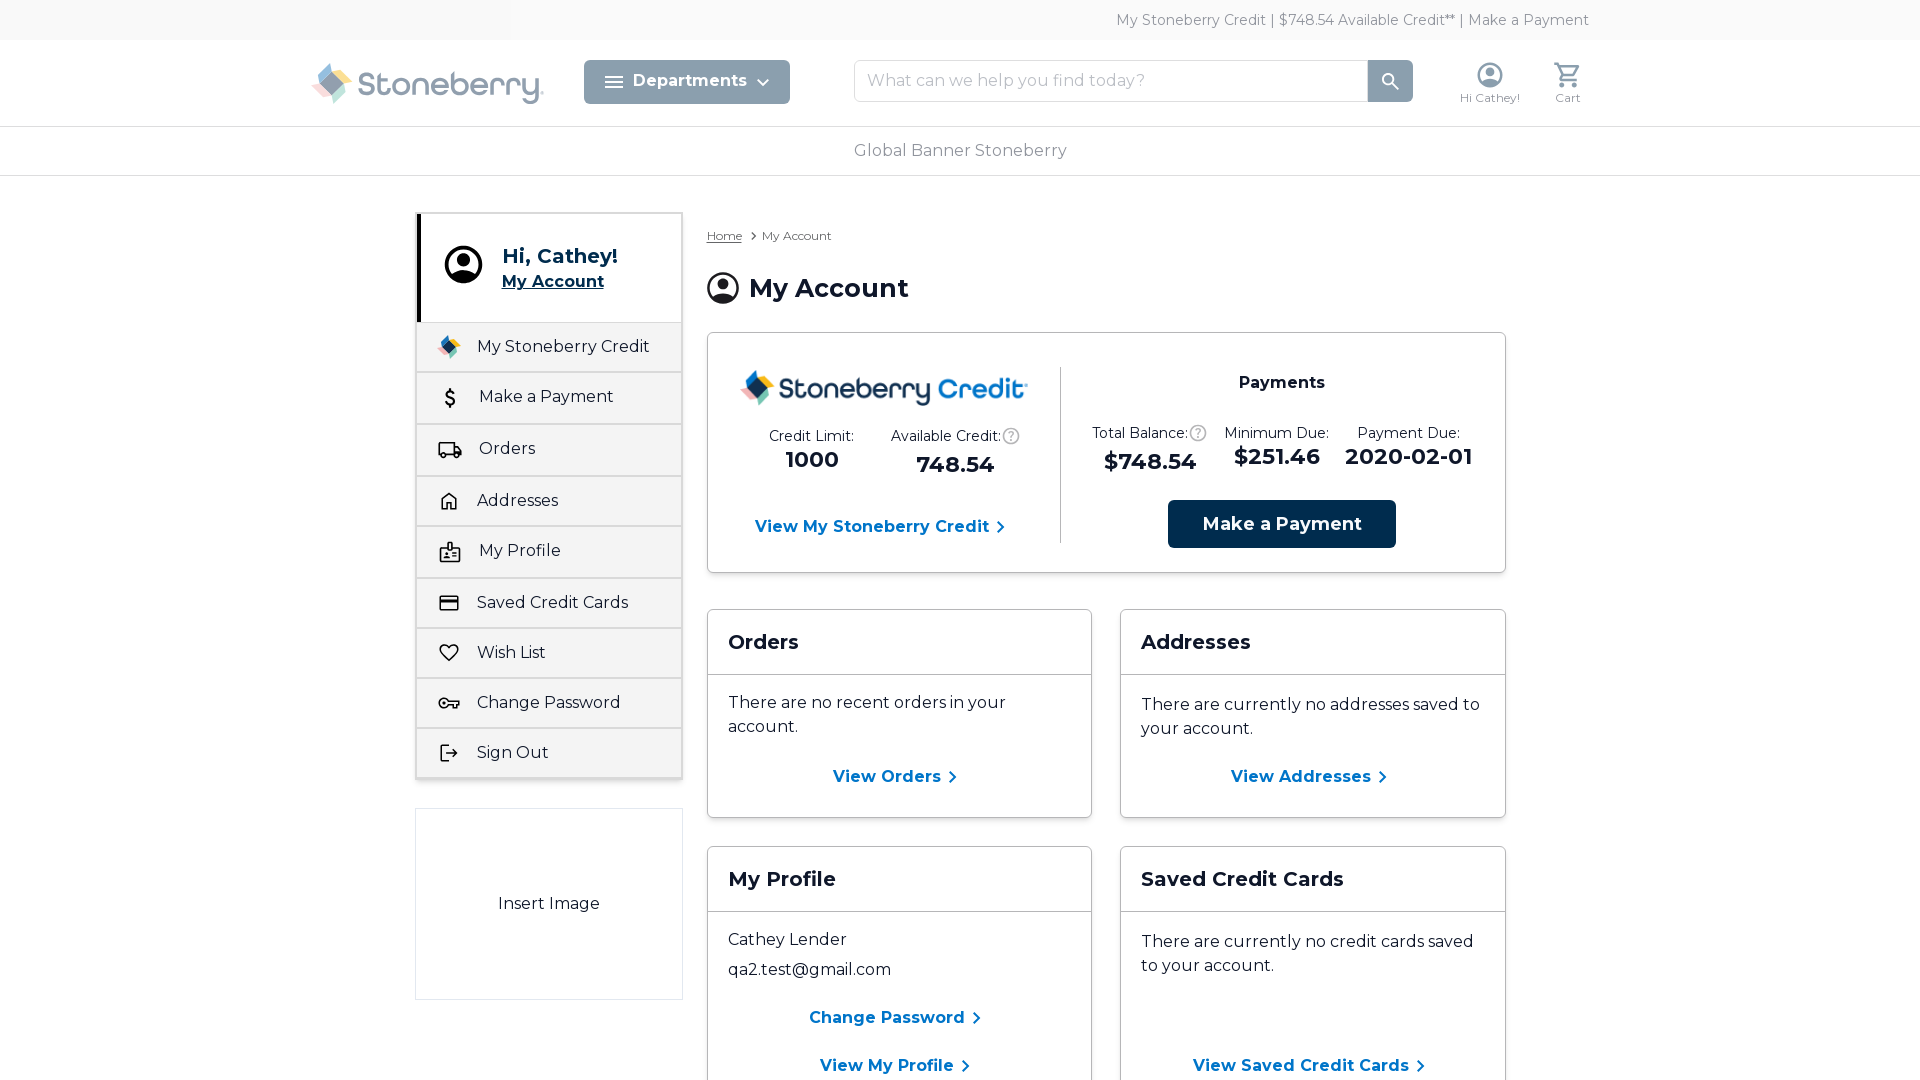 My Stoneberry Credit | $748.54 Available Credit** | Make a Payment
Stoneberry
Departments
What can we help you find today?
Hi Cathey!
Cart
Global Banner Stoneberry
Hi, Cathey!
My Account
My Stoneberry Credit
Make a Payment
Orders
Addresses
My Profile
Saved Credit Cards
Wish List
Change Password
Sign Out
Insert Image
Home > My Account
My Account
Stoneberry Credit
Credit Limit:
1000
Available Credit:?
748.54
View My Stoneberry Credit >
Payments
Total Balance:?
$748.54
Minimum Due:
$251.46
Payment Due:
2020-02-01
Make a Payment
Orders
There are no recent orders in your
account.
View Orders >
Addresses
There are currently no addresses saved to
your account.
View Addresses >
My Profile
Cathey Lender
qa2.test@gmail.com
Change Password >
View My Profile >
Saved Credit Cards
There are currently no credit cards saved
to your account.
View Saved Credit Cards >